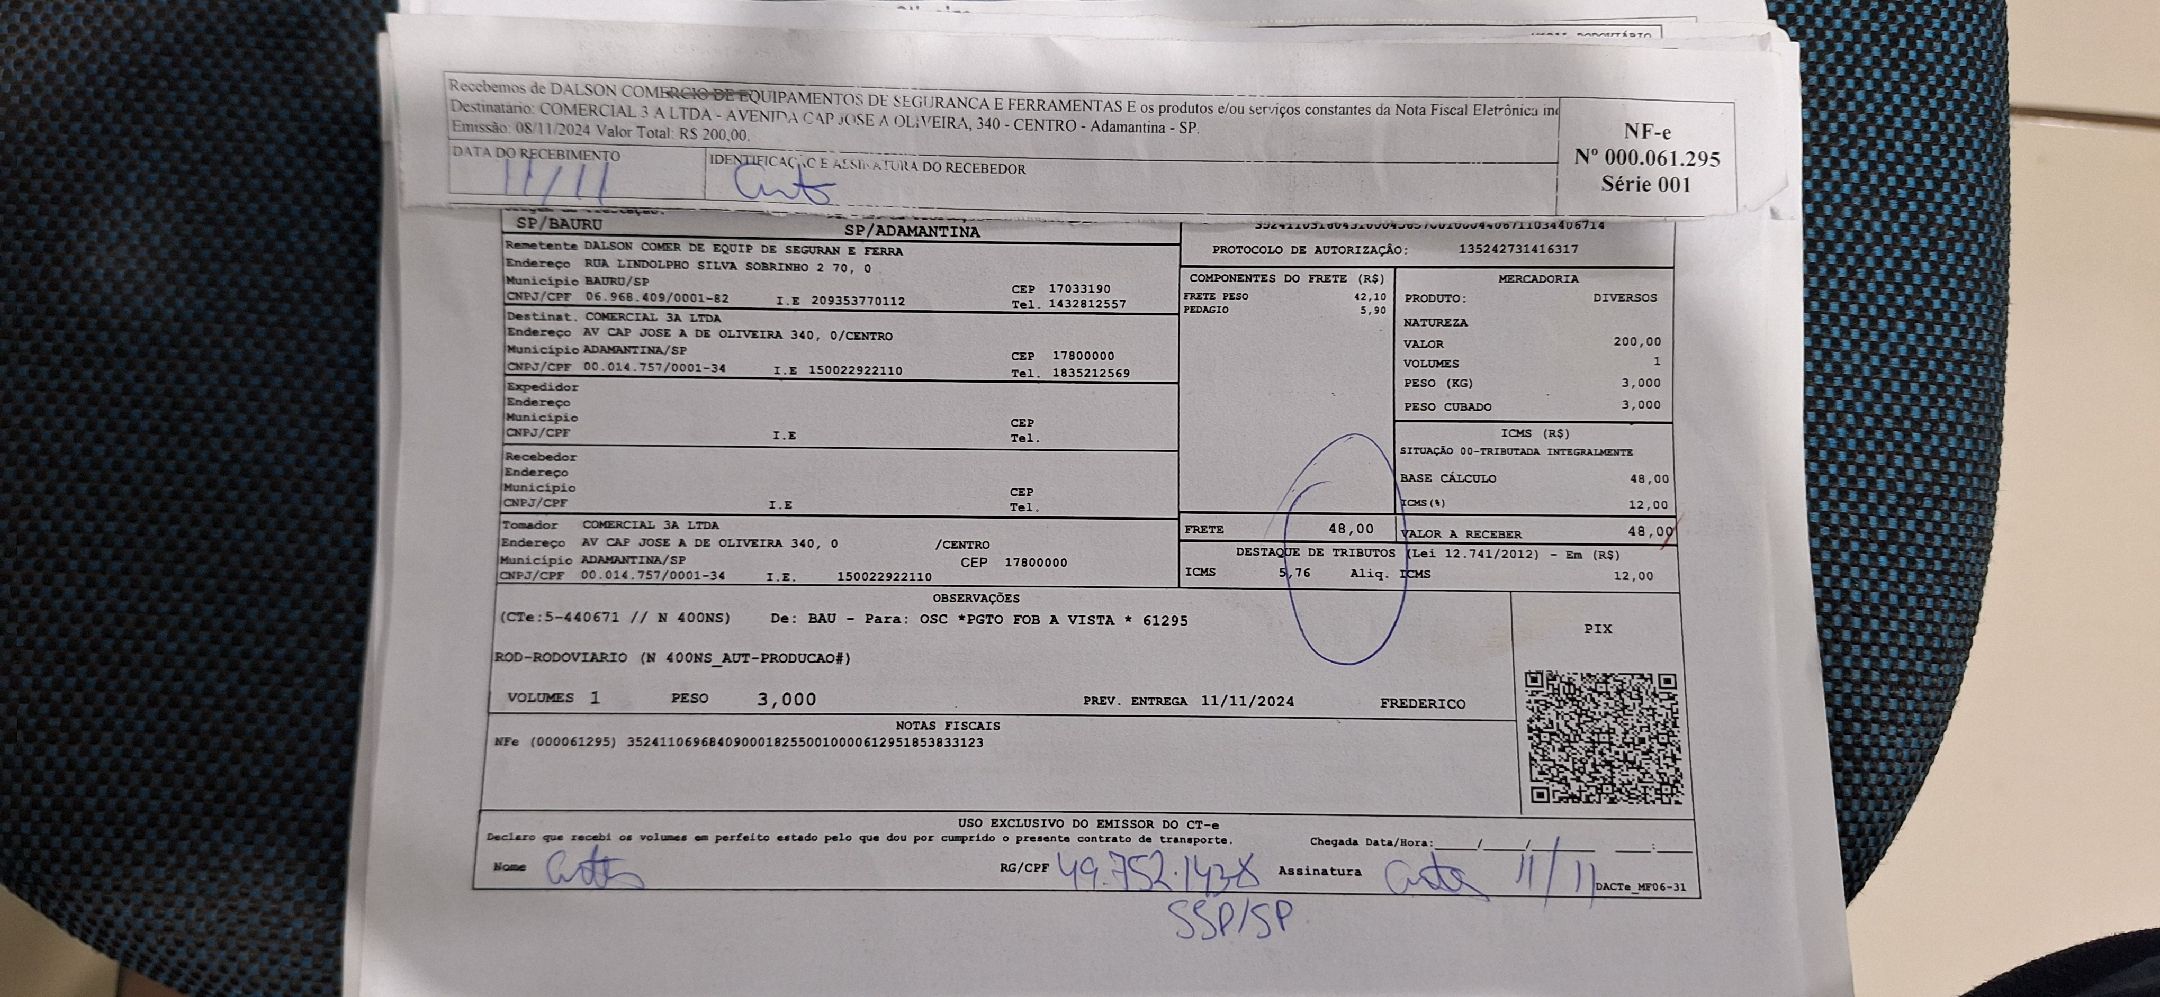 Recebemos de DALSON COMERCIO DE EQUIPAMENTOS DE SEGURANCA E FERRAMENTAS E os produtos e/ou serviços constantes da Nota Fiscal Eletrônica
Destinatário: COMERCIAL 3 A LTDA - AVENIDA CAP JOSE A OLIVEIRA, 340 - CENTRO - Adamantina - SP.
Emissão: 08/11/2024 Valor Total: R$ 200,00.
NF-e
Nº 000.061.295
Série 001
DATA DO RECEBIMENTO
11/11
IDENTIFICAÇÃO E ASSINATURA DO RECEBEDOR
SP/BAURU SP/ADAMANTINA
Remetente DALSON COMER DE EQUIP DE SEGURAN E FERRA
Endereço RUA LINDOLPHO SILVA SOBRINHO 2 70, 0
Município BAURU/SP CEP 17033190
CNPJ/CPF 06.968.409/0001-82 I.E 209353770112 Tel. 1432812557
Destinat. COMERCIAL 3A LTDA
Endereço AV CAP JOSE A DE OLIVEIRA 340, 0/CENTRO
Município ADAMANTINA/SP CEP 17800000
CNPJ/CPF 00.014.757/0001-34 I.E 150022922110 Tel. 1835212569
Expedidor
Endereço
Município CEP
CNPJ/CPF I.E Tel.
Recebedor
Endereço
Município CEP
CNPJ/CPF I.E Tel.
Tomador COMERCIAL 3A LTDA
Endereço AV CAP JOSE A DE OLIVEIRA 340, 0 /CENTRO
Município ADAMANTINA/SP CEP 17800000
CNPJ/CPF 00.014.757/0001-34 I.E. 150022922110
PROTOCOLO DE AUTORIZAÇÃO: 135242731416317
COMPONENTES DO FRETE (R$)
FRETE PESO 42,10
PEDAGIO 5,90
MERCADORIA
PRODUTO: DIVERSOS
NATUREZA
VALOR 200,00
VOLUMES 1
PESO (KG) 3,000
PESO CUBADO 3,000
ICMS (R$)
SITUAÇÃO 00-TRIBUTADA INTEGRALMENTE
BASE CÁLCULO 48,00
ICMS(%) 12,00
FRETE 48,00 VALOR A RECEBER 48,00
DESTAQUE DE TRIBUTOS (Lei 12.741/2012) - Em (R$)
ICMS 5,76 Aliq. ICMS 12,00
OBSERVAÇÕES
(CTe:5-440671 // N 400NS) De: BAU - Para: OSC *PGTO FOB A VISTA * 61295
ROD-RODOVIARIO (N 400NS_AUT-PRODUCAO#)
VOLUMES 1 PESO 3,000 PREV. ENTREGA 11/11/2024 FREDERICO
PIX
NOTAS FISCAIS
NFe (000061295) 35241106968409000182550010000612951853833123
USO EXCLUSIVO DO EMISSOR DO CT-e
Declaro que recebi os volumes em perfeito estado pelo que dou por cumprido o presente contrato de transporte. Chegada Data/Hora:____/____/______ ____:____
Nome RG/CPF 49.752.143X Assinatura 11/11 DACTe_MF06-31
SSP/SP